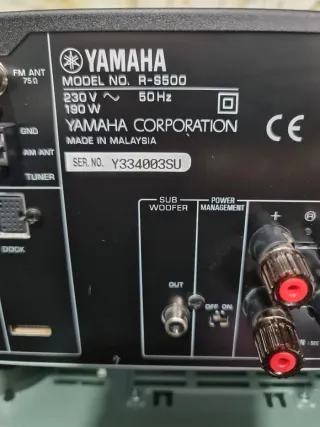 YAMAHA
FM ANT
75Ω
MODEL NO. R-S500
230V ~ 50Hz
190W
YAMAHA CORPORATION
MADE IN MALAYSIA
CE
GND
AM ANT
TUNER
SER. NO. Y334003SU
DOCK
SUB
WOOFER
POWER
MANAGEMENT
+
R
OUT
OFF ON